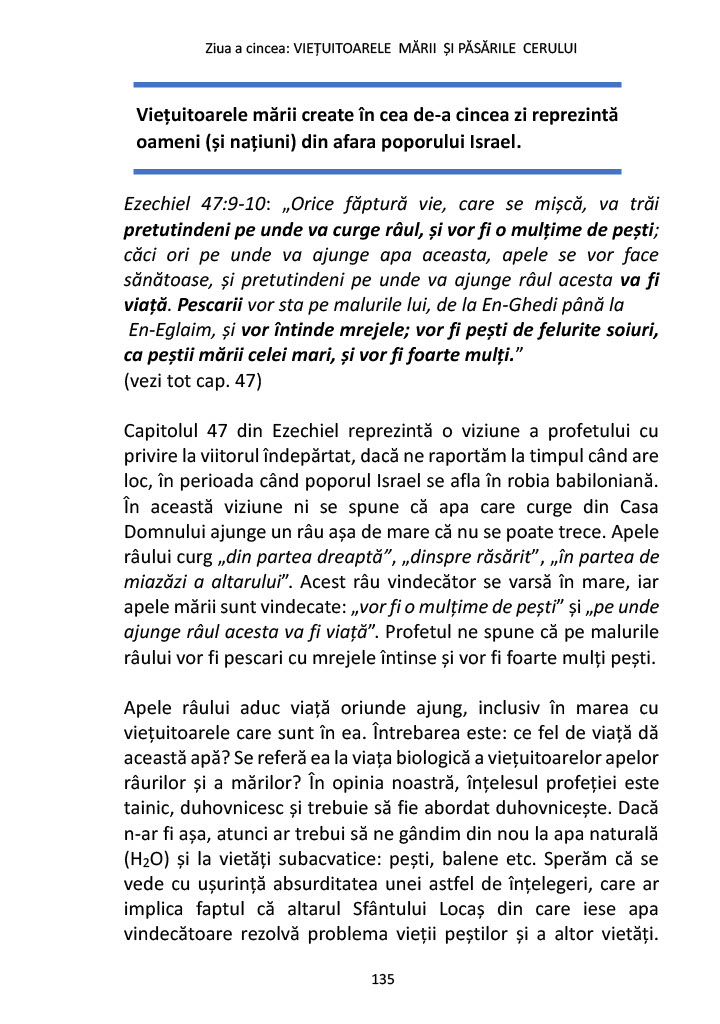 Ziua a cincea: VIEȚUITOARELE MĂRII ȘI PĂSĂRILE CERULUI
Viețuitoarele mării create în cea de-a cincea zi reprezintă
oameni (și națiuni) din afara poporului Israel.
Ezechiel 47:9-10: „Orice făptură vie, care se mișcă, va trăi
pretutindeni pe unde va curge râul, și vor fi o mulțime de pești;
căci ori pe unde va ajunge apa aceasta, apele se vor face
sănătoase, și pretutindeni pe unde va ajunge râul acesta va fi
viață. Pescarii vor sta pe malurile lui, de la En-Ghedi până la
En-Eglaim, și vor întinde mrejele; vor fi pești de felurite soiuri,
ca peștii mării celei mari, și vor fi foarte mulți.”
(vezi tot cap. 47)
Capitolul 47 din Ezechiel reprezintă o viziune a profetului cu
privire la viitorul îndepărtat, dacă ne raportăm la timpul când are
loc, în perioada când poporul Israel se afla în robia babiloniană.
În această viziune ni se spune că apa care curge din Casa
Domnului ajunge un râu așa de mare că nu se poate trece. Apele
râului curg „din partea dreaptă”, „dinspre răsărit”, „în partea de
miazăzi a altarului”. Acest râu vindecător se varsă în mare, iar
apele mării sunt vindecate: „vor fi o mulțime de pești” și „pe unde
ajunge râul acesta va fi viață”. Profetul ne spune că pe malurile
râului vor fi pescari cu mrejele întinse și vor fi foarte mulți pești.
Apele râului aduc viață oriunde ajung, inclusiv în marea cu
viețuitoarele care sunt în ea. Întrebarea este: ce fel de viață dă
această apă? Se referă ea la viața biologică a viețuitoarelor apelor
râurilor și a mărilor? În opinia noastră, înțelesul profeției este
tainic, duhovnicesc și trebuie să fie abordat duhovnicește. Dacă
n-ar fi așa, atunci ar trebui să ne gândim din nou la apa naturală
(H₂O) și la vietăți subacvatice: pești, balene etc. Sperăm că se
vede cu ușurință absurditatea unei astfel de înțelegeri, care ar
implica faptul că altarul Sfântului Locaș din care iese apa
vindecătoare rezolvă problema vieții peștilor și a altor vietăți.
135